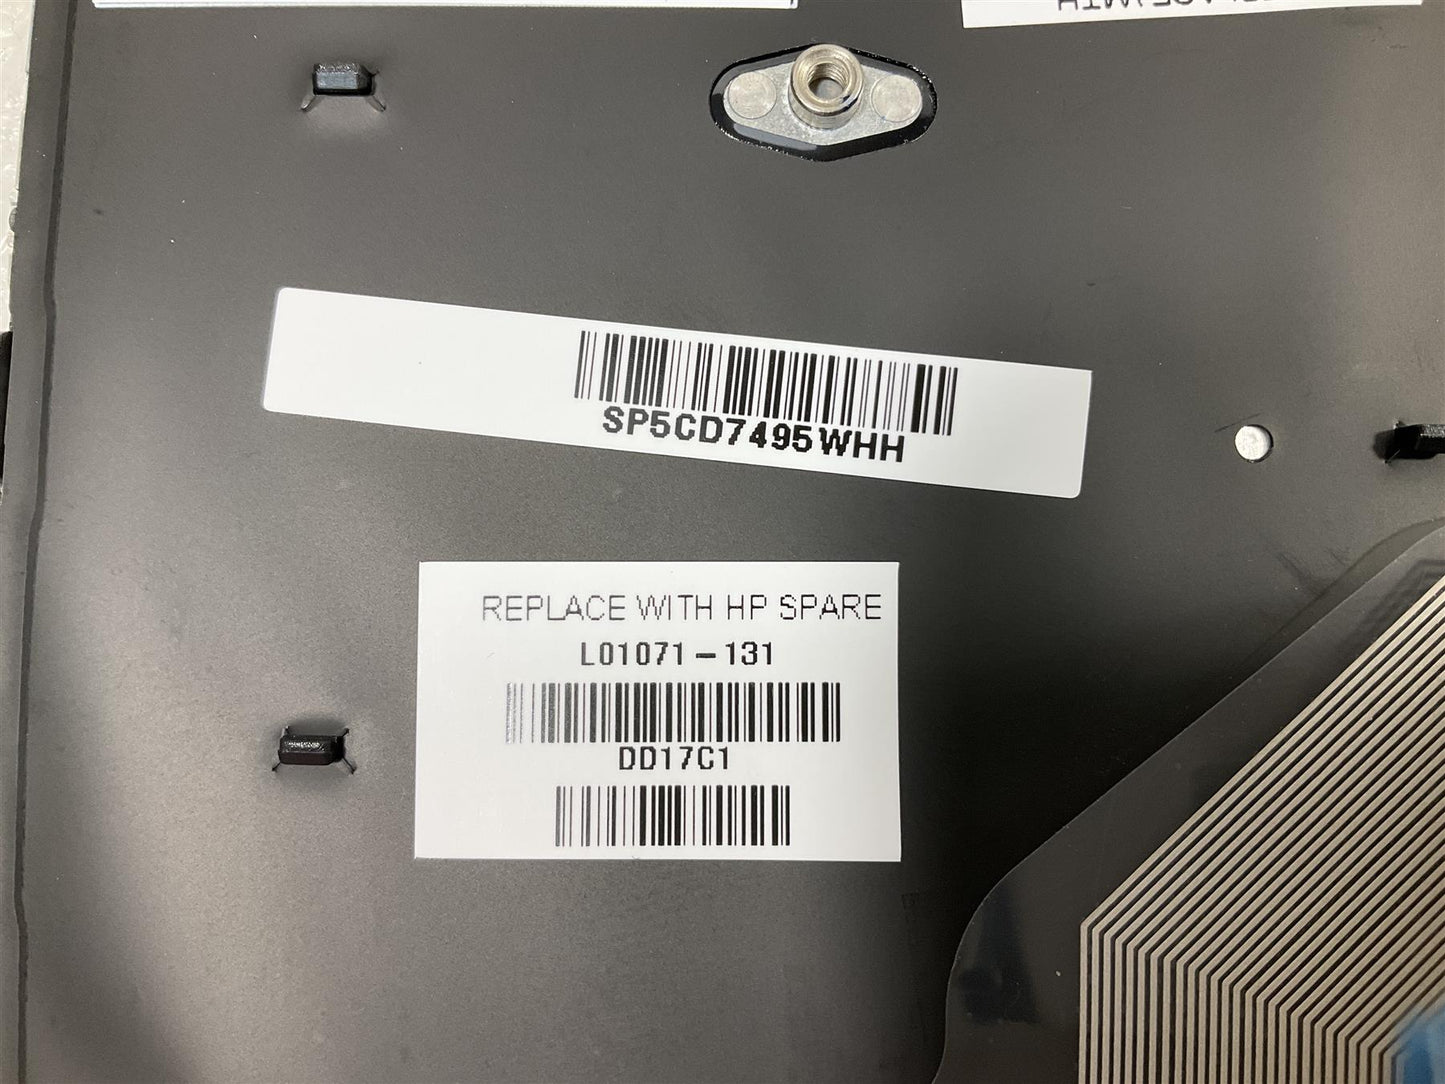 SP5CD7495WHH
REPLACE WITH HP SPARE
L01071-131
DD17C1